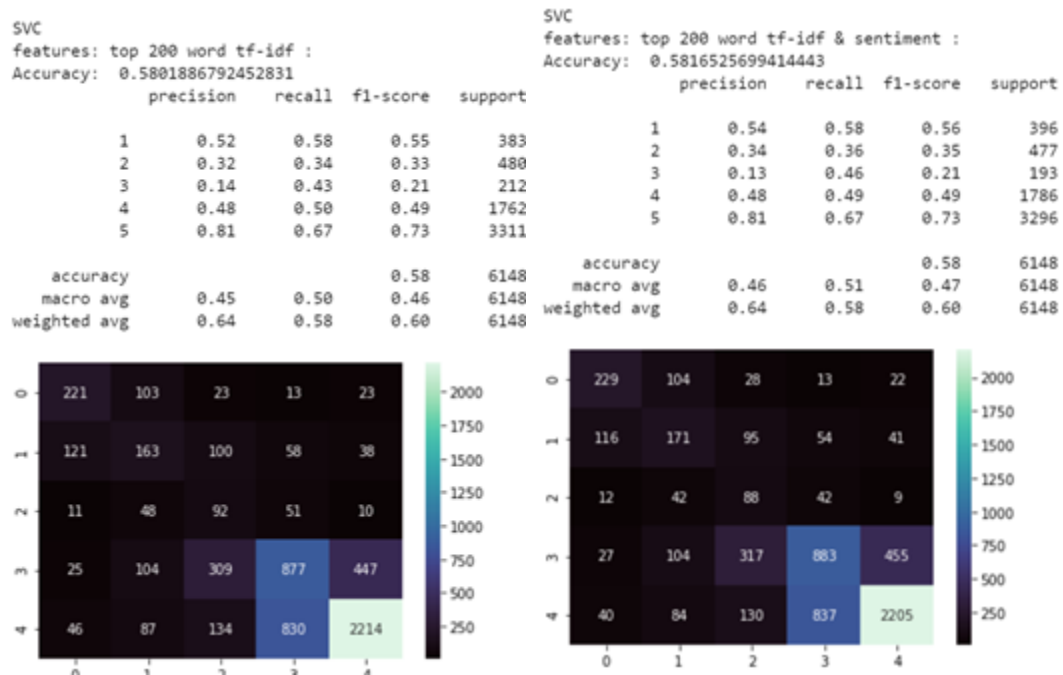 SVC
features: top 200 word tf-idf :
Accuracy: 0.5801886792452831
precision recall f1-score support
1 0.52 0.58 0.55 383
2 0.32 0.34 0.33 480
3 0.14 0.43 0.21 212
4 0.48 0.50 0.49 1762
5 0.81 0.67 0.73 3311
accuracy 0.58 6148
macro avg 0.45 0.50 0.46 6148
weighted avg 0.64 0.58 0.60 6148
0 221 103 23 13 23
1 121 163 100 58 38
2 11 48 92 51 10
3 25 104 309 877 447
4 46 87 134 830 2214
0 1 2 3 4
2000
1750
1500
1250
1000
750
500
250
SVC
features: top 200 word tf-idf & sentiment :
Accuracy: 0.5816525699414443
precision recall f1-score support
1 0.54 0.58 0.56 396
2 0.34 0.36 0.35 477
3 0.13 0.46 0.21 193
4 0.48 0.49 0.49 1786
5 0.81 0.67 0.73 3296
accuracy 0.58 6148
macro avg 0.46 0.51 0.47 6148
weighted avg 0.64 0.58 0.60 6148
0 229 104 28 13 22
1 116 171 95 54 41
2 12 42 88 42 9
3 27 104 317 883 455
4 40 84 130 837 2205
0 1 2 3 4
2000
1750
1500
1250
1000
750
500
250